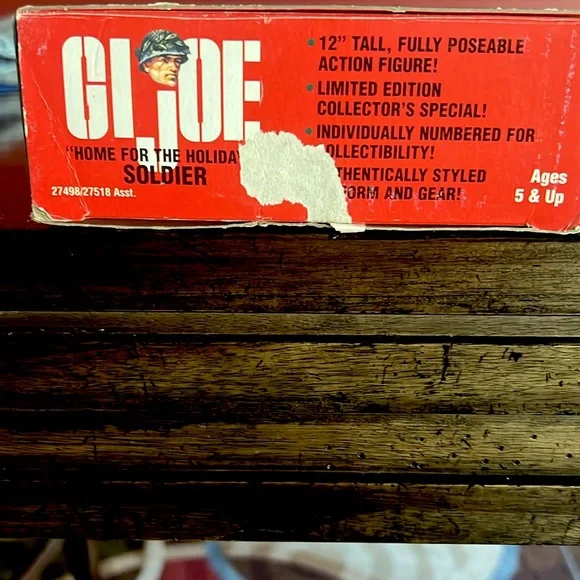 GI JOE
"HOME FOR THE
SOLDIER
27498/27518 Asst.
• 12" TALL, FULLY POSEABLE
ACTION FIGURE!
• LIMITED EDITION
COLLECTOR'S SPECIAL!
• INDIVIDUALLY NUMBERED FOR
OLLECTIBILITY!
THENTICALLY STYLED
FORM AND GEAR!
Ages
5 & Up